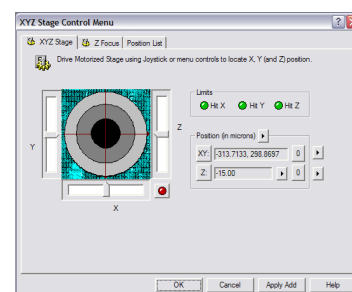 XYZ Stage Control Menu
XYZ Stage
Z Focus
Position List
Drive Motorized Stage using Joystick or menu controls to locate X, Y (and Z) position.
Limits
Hit X
Hit Y
Hit Z
Y
Z
Position (in microns)
XY:
-313.7133, 298.8697
0
Z:
-15.00
0
X
OK
Cancel
Apply Add
Help